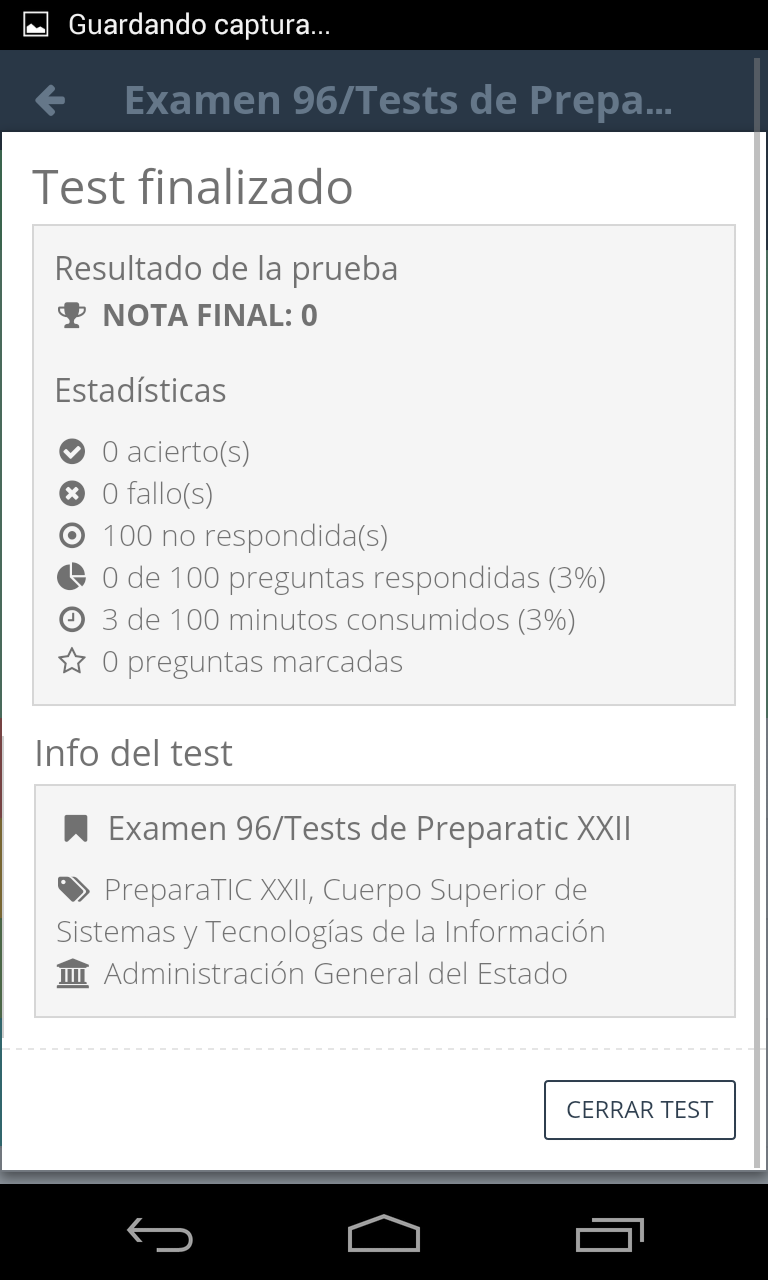 Guardando captura...
Examen 96/Tests de Prepa...
Test finalizado
Resultado de la prueba
NOTA FINAL: 0
Estadísticas
0 acierto(s)
0 fallo(s)
100 no respondida(s)
0 de 100 preguntas respondidas (3%)
3 de 100 minutos consumidos (3%)
0 preguntas marcadas
Info del test
Examen 96/Tests de Preparatic XXII
PreparaTIC XXII, Cuerpo Superior de
Sistemas y Tecnologías de la Información
Administración General del Estado
CERRAR TEST